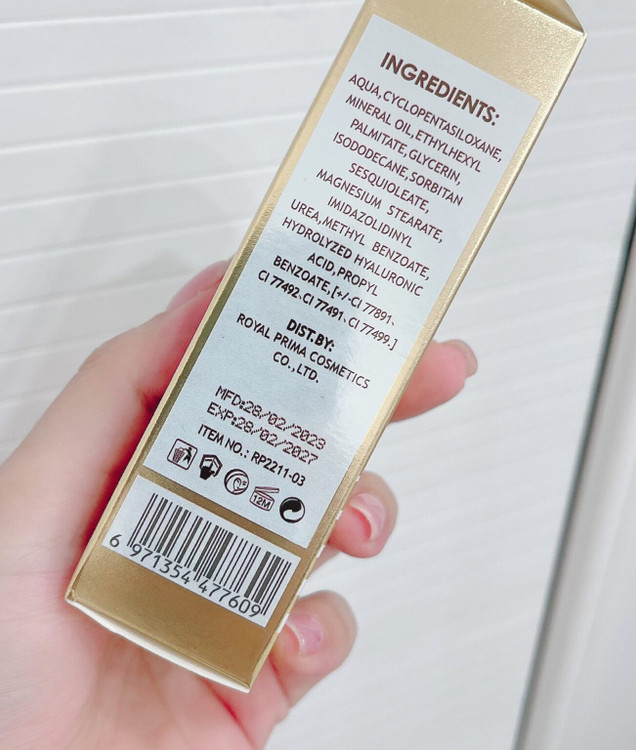 INGREDIENTS:
AQUA,CYCLOPENTASILOXANE,
MINERAL OIL,ETHYLHEXYL
PALMITATE,GLYCERIN,
ISODODECANE,SORBITAN
SESQUIOLEATE,
MAGNESIUM STEARATE,
IMIDAZOLIDINYL
UREA,METHYL BENZOATE,
HYDROLYZED HYALURONIC
ACID,PROPYL
BENZOATE,[+/-CI 77891、
CI 77492、CI 77491、CI 77499.]
DIST.BY:
ROYAL PRIMA COSMETICS
CO.,LTD.
MFD:28/02/2023
EXP:28/02/2027
ITEM NO.: RP2211-03
12M
6 971354 477609